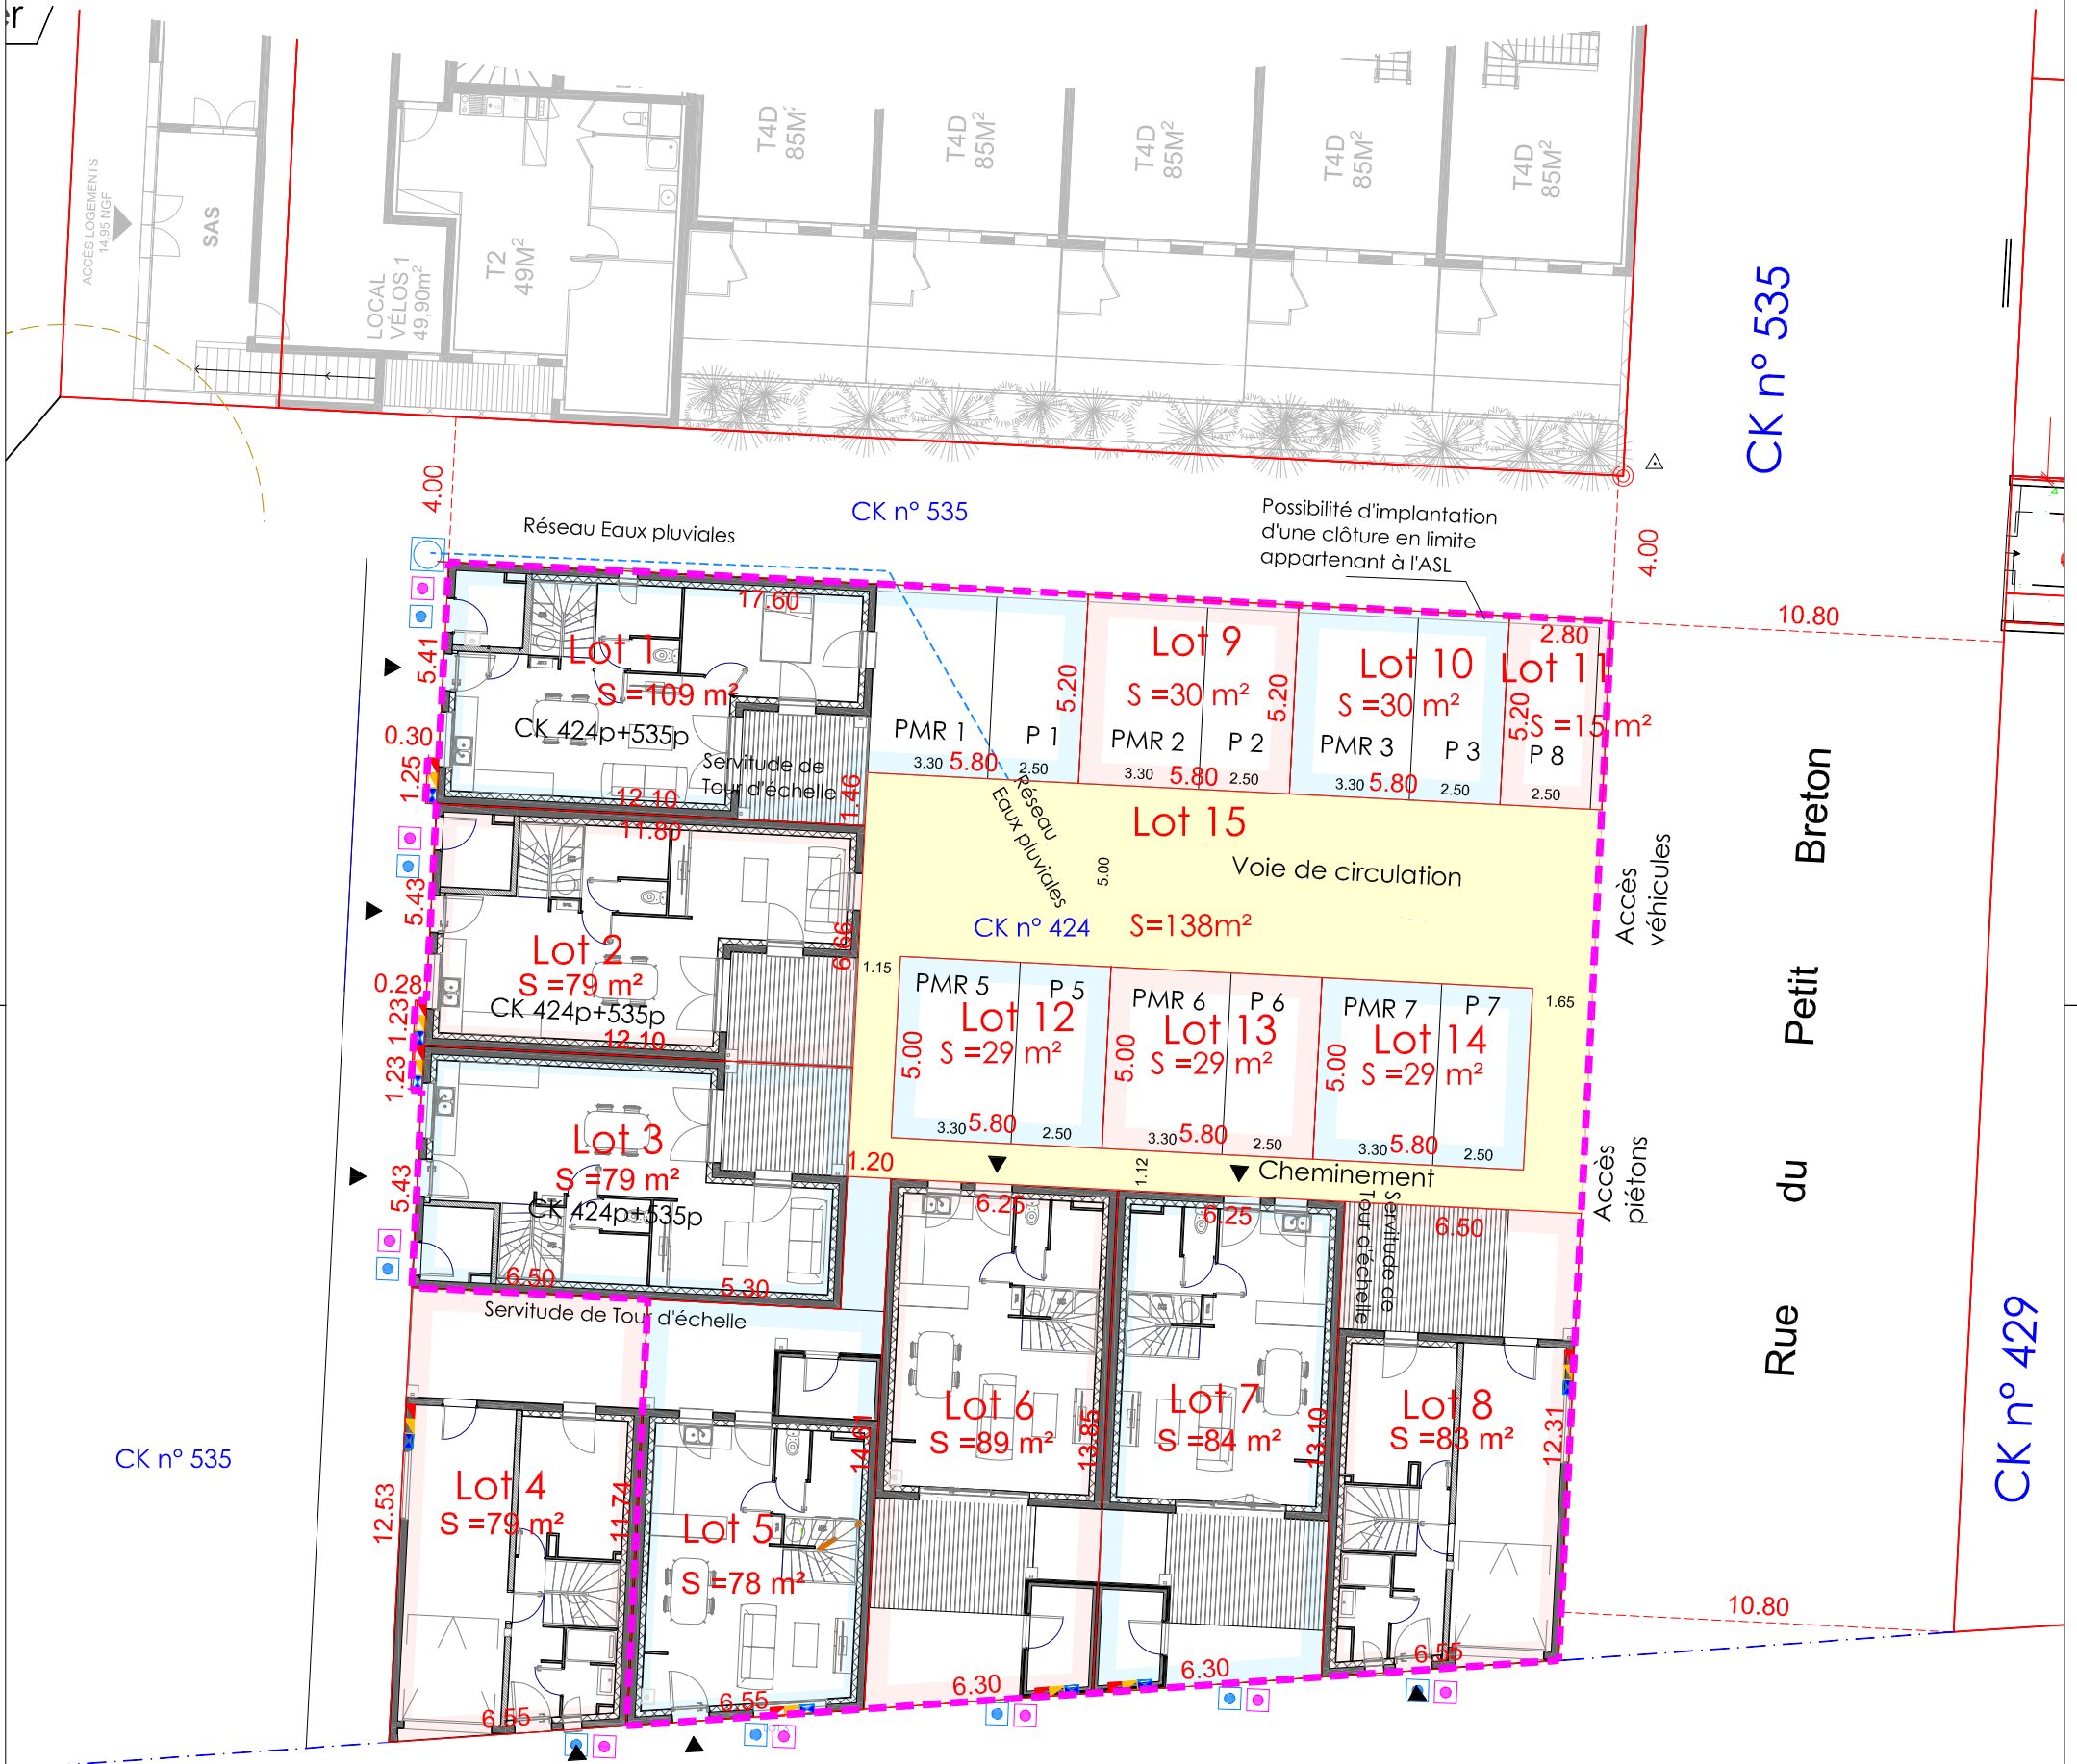 er
ACCÈS LOGEMENTS
14,95 NGF
SAS
LOCAL
VÉLOS 1
49,90m²
T2
49M²
T4D
85M²
T4D
85M²
T4D
85M²
T4D
85M²
T4D
85M²
CK n° 535
4.00
Réseau Eaux pluviales
CK n° 535
Possibilité d'implantation
d'une clôture en limite
appartenant à l'ASL
4.00
10.80
17.60
Lot 1
S =109 m²
CK 424p+535p
5.41
0.30
1.25
Servitude de
Tour d'échelle
12.10
1.46
PMR 1
P 1
3.30
5.80
2.50
5.20
Lot 9
S =30 m²
PMR 2
P 2
3.30
5.80
2.50
5.20
Lot 10
S =30 m²
PMR 3
P 3
3.30
5.80
2.50
2.80
Lot 11
5.20
S =15 m²
P 8
2.50
11.80
Réseau
Eaux pluviales
Lot 15
5.00
Voie de circulation
CK n° 424
S=138m²
Accès
véhicules
Rue du Petit Breton
5.43
Lot 2
S =79 m²
CK 424p+535p
6.66
0.28
1.23
12.10
1.15
PMR 5
P 5
Lot 12
S =29 m²
5.00
3.30
5.80
2.50
PMR 6
P 6
Lot 13
S =29 m²
5.00
3.30
5.80
2.50
PMR 7
P 7
Lot 14
S =29 m²
5.00
3.30
5.80
2.50
1.65
1.23
Lot 3
S =79 m²
CK 424p+535p
5.43
6.50
5.30
1.20
1.12
Cheminement
Accès
piétons
Servitude de Tour d'échelle
6.25
6.25
Servitude de
Tour d'échelle
6.50
CK n° 429
Lot 6
S =89 m²
13.85
Lot 7
S =84 m²
13.10
Lot 8
S =83 m²
12.31
CK n° 535
12.53
Lot 4
S =79 m²
11.74
Lot 5
S =78 m²
14.61
6.55
6.55
6.30
6.30
6.55
10.80